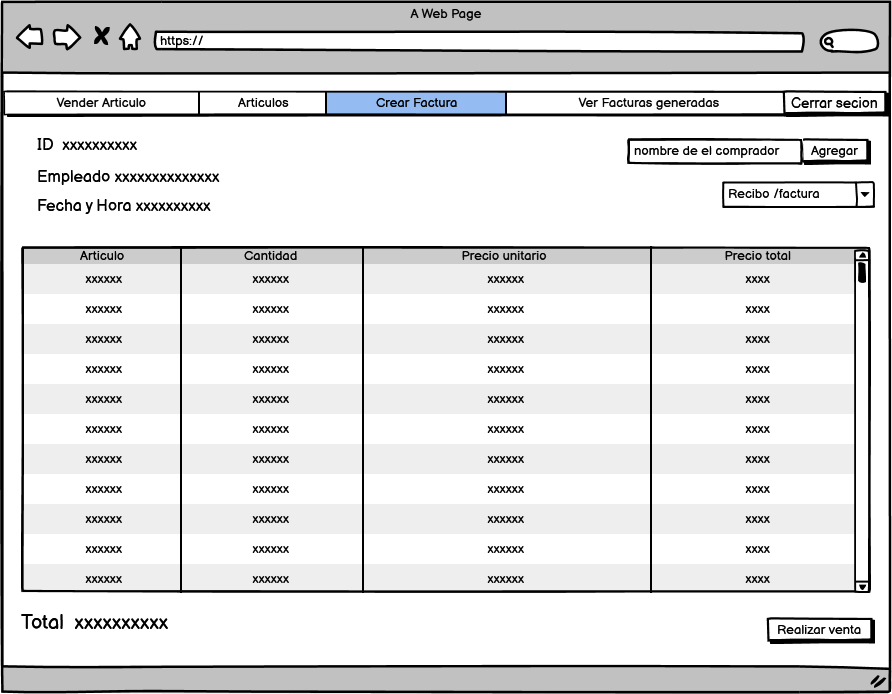 A Web Page
https://
Vender Articulo Articulos Crear Factura Ver Facturas generadas Cerrar secion
ID xxxxxxxxxx
nombre de el comprador Agregar
Empleado xxxxxxxxxxxxxx
Recibo /factura
Fecha y Hora xxxxxxxxxx
Articulo Cantidad Precio unitario Precio total
xxxxxx xxxxxx xxxxxx xxxx
xxxxxx xxxxxx xxxxxx xxxx
xxxxxx xxxxxx xxxxxx xxxx
xxxxxx xxxxxx xxxxxx xxxx
xxxxxx xxxxxx xxxxxx xxxx
xxxxxx xxxxxx xxxxxx xxxx
xxxxxx xxxxxx xxxxxx xxxx
xxxxxx xxxxxx xxxxxx xxxx
xxxxxx xxxxxx xxxxxx xxxx
xxxxxx xxxxxx xxxxxx xxxx
xxxxxx xxxxxx xxxxxx xxxx
Total xxxxxxxxxx
Realizar venta